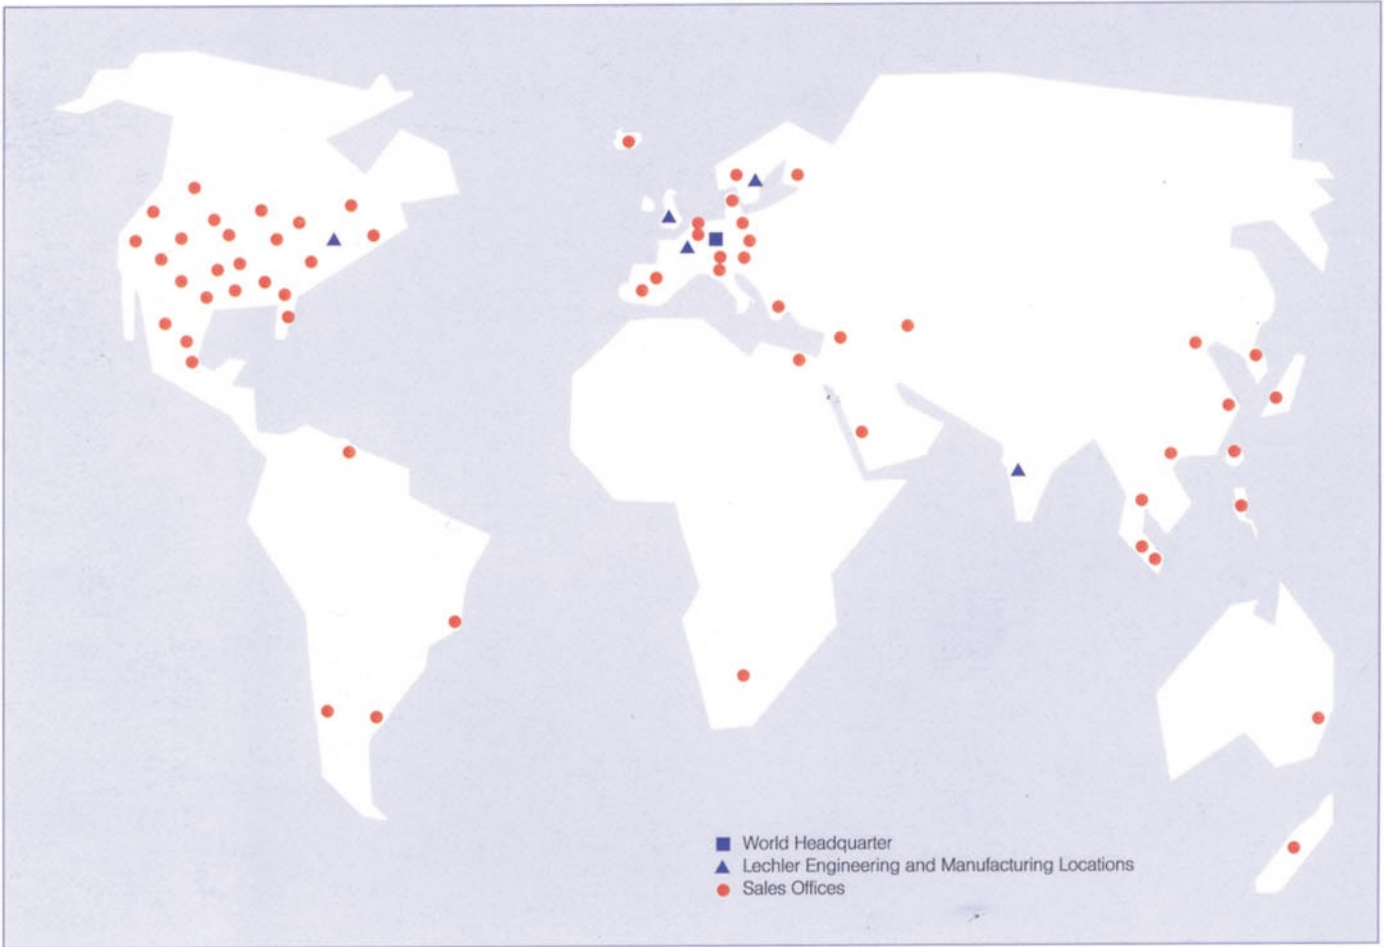 World Headquarter
Lechler Engineering and Manufacturing Locations
Sales Offices